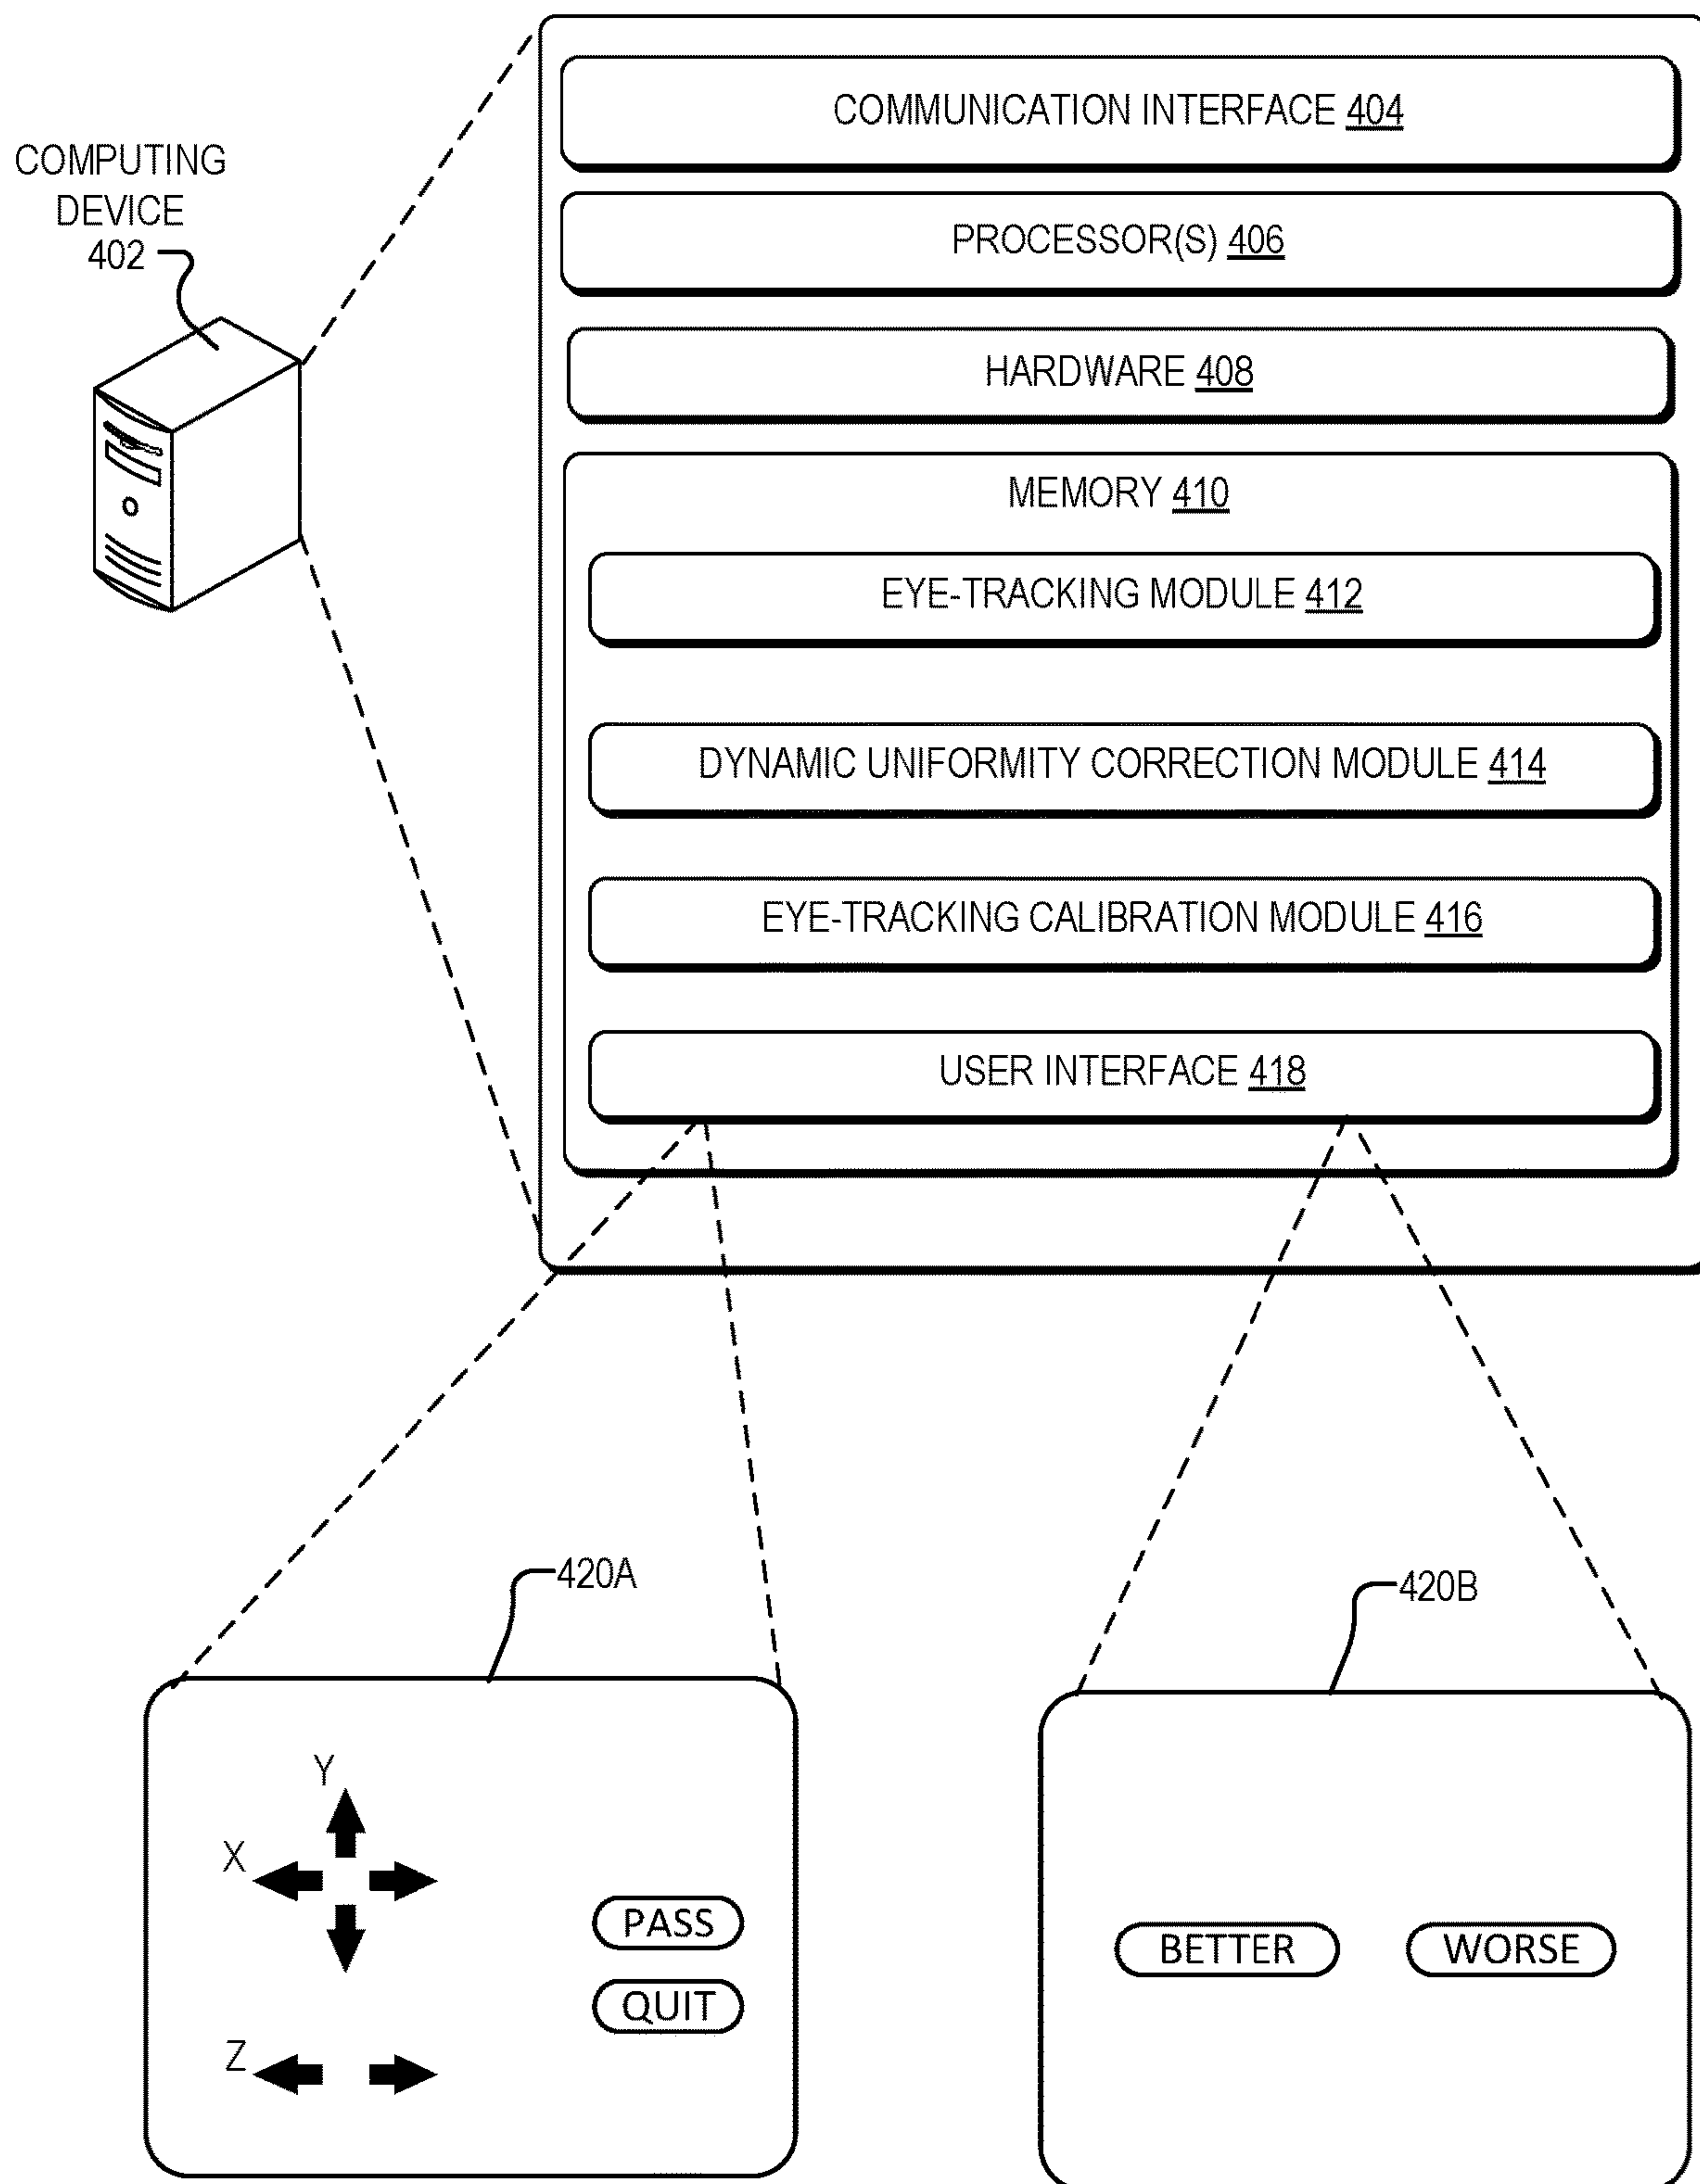 COMMUNICATION INTERFACE 404
COMPUTING
DEVICE
402
PROCESSOR(S) 406
HARDWARE 408
MEMORY 410
EYE-TRACKING MODULE 412
DYNAMIC UNIFORMITY CORRECTION MODULE 414
EYE-TRACKING CALIBRATION MODULE 416
USER INTERFACE 418
420A
420B
Y
X
PASS
QUIT
Z
BETTER
WORSE